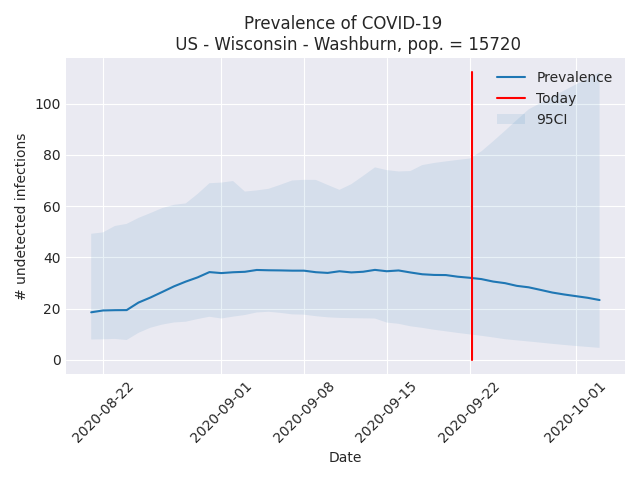 Prevalence of COVID-19
US - Wisconsin - Washburn, pop. = 15720
Prevalence
Today
95CI
100
80
60
40
20
0
# undetected infections
2020-08-22
2020-09-01
2020-09-08
2020-09-15
2020-09-22
2020-10-01
Date